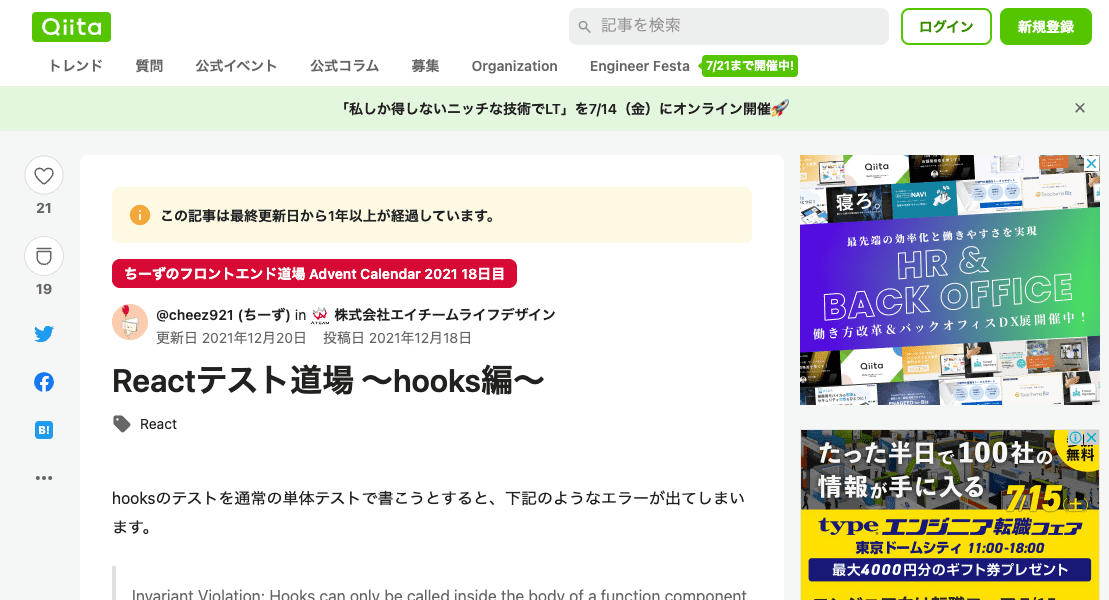 Qiita
記事を検索
ログイン
新規登録
トレンド 質問 公式イベント 公式コラム 募集 Organization Engineer Festa 7/21まで開催中!
「私しか得しないニッチな技術でLT」を7/14（金）にオンライン開催🚀
21
19
B!
この記事は最終更新日から1年以上が経過しています。
ちーずのフロントエンド道場 Advent Calendar 2021 18日目
@cheez921 (ちーず) in 株式会社エイチームライフデザイン
更新日 2021年12月20日 投稿日 2021年12月18日
Reactテスト道場 〜hooks編〜
React
hooksのテストを通常の単体テストで書こうとすると、下記のようなエラーが出てしまい
ます。
Invariant Violation: Hooks can only be called inside the body of a function component
Qiita
寝ろ。
NAVI
最先端の効率化と働きやすさを実現
HR &
BACK OFFICE
働き方改革＆バックオフィスDX展開催中！
Qiita
たった半日で100社の
情報が手に入る
無料
7.15(土)
typeエンジニア転職フェア
東京ドームシティ 11:00-18:00
最大4000円分のギフト券プレゼント